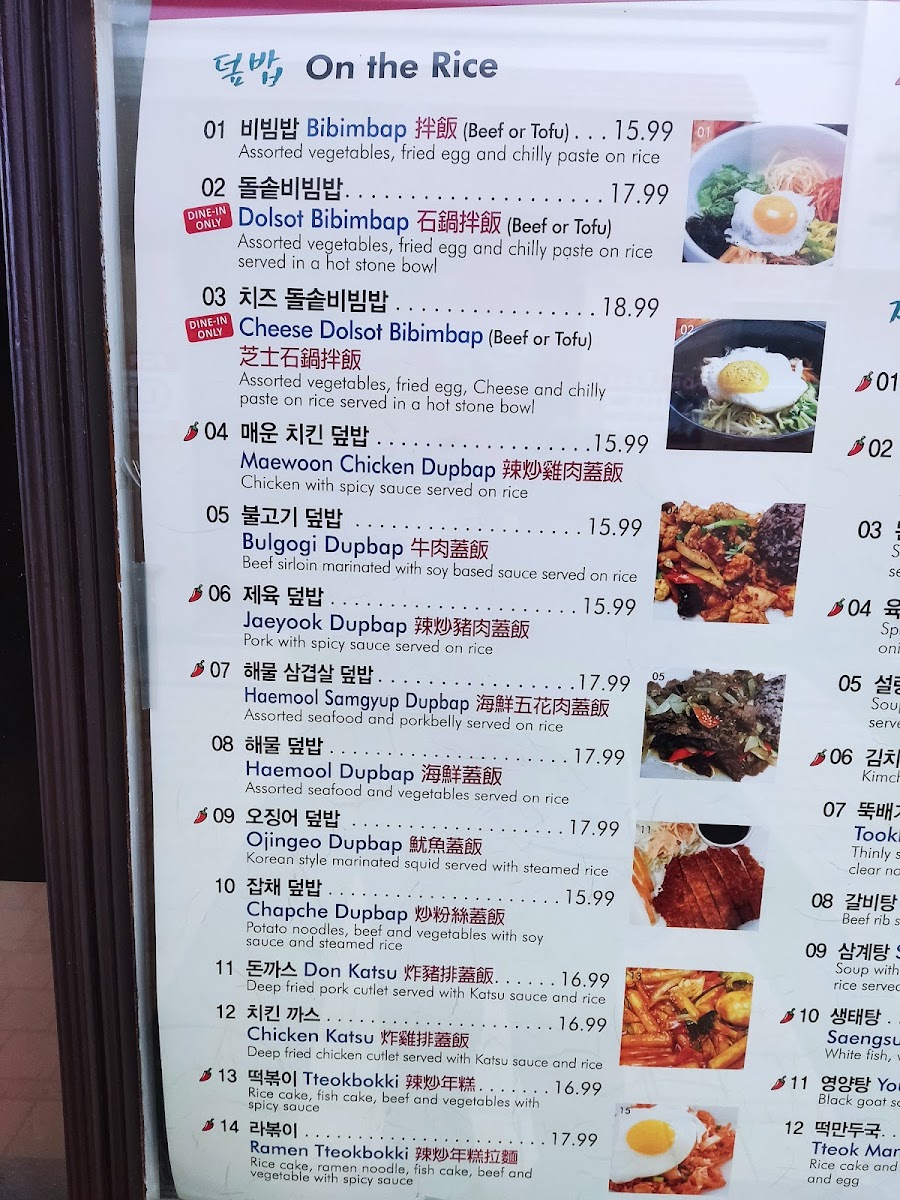 덮밥 On the Rice
01 비빔밥 Bibimbap 拌飯 (Beef or Tofu) . . . 15.99
Assorted vegetables, fried egg and chilly paste on rice
02 돌솥비빔밥. . . . . . . . . . . . . . . . . . . . . . 17.99
DINE-IN ONLY
Dolsot Bibimbap 石鍋拌飯 (Beef or Tofu)
Assorted vegetables, fried egg and chilly paste on rice
served in a hot stone bowl
03 치즈 돌솥비빔밥 . . . . . . . . . . . . . . . . . 18.99
DINE-IN ONLY
Cheese Dolsot Bibimbap (Beef or Tofu)
芝士石鍋拌飯
Assorted vegetables, fried egg, Cheese and chilly
paste on rice served in a hot stone bowl
04 매운 치킨 덮밥 . . . . . . . . . . . . . . . . . . 15.99
Maewoon Chicken Dupbap 辣炒雞肉蓋飯
Chicken with spicy sauce served on rice
05 불고기 덮밥 . . . . . . . . . . . . . . . . . . . . 15.99
Bulgogi Dupbap 牛肉蓋飯
Beef sirloin marinated with soy based sauce served on rice
06 제육 덮밥 . . . . . . . . . . . . . . . . . . . . . . 15.99
Jaeyook Dupbap 辣炒豬肉蓋飯
Pork with spicy sauce served on rice
07 해물 삼겹살 덮밥. . . . . . . . . . . . . . . . . .17.99
Haemool Samgyup Dupbap 海鮮五花肉蓋飯
Assorted seafood and porkbelly served on rice
08 해물 덮밥 . . . . . . . . . . . . . . . . . . . . . 17.99
Haemool Dupbap 海鮮蓋飯
Assorted seafood and vegetables served on rice
09 오징어 덮밥 . . . . . . . . . . . . . . . . . . . 17.99
Ojingeo Dupbap 魷魚蓋飯
Korean style marinated squid served with steamed rice
10 잡채 덮밥 . . . . . . . . . . . . . . . . . . . . . 15.99
Chapche Dupbap 炒粉絲蓋飯
Potato noodles, beef and vegetables with soy
sauce and steamed rice
11 돈까스 Don Katsu 炸豬排蓋飯. . . . . . 16.99
Deep fried pork cutlet served with Katsu sauce and rice
12 치킨 까스 . . . . . . . . . . . . . . . . . . . . . 16.99
Chicken Katsu 炸雞排蓋飯
Deep fried chicken cutlet served with Katsu sauce and rice
13 떡볶이 Tteokbokki 辣炒年糕. . . . . . . . 16.99
Rice cake, fish cake, beef and vegetables with
spicy sauce
14 라볶이 . . . . . . . . . . . . . . . . . . . . . . . 17.99
Ramen Tteokbokki 辣炒年糕拉麵
Rice cake, ramen noodle, fish cake, beef and
vegetable with spicy sauce
01
02
05
11
13
15
01
02
03
04 육
05 설렁
Soup
serve
06 김치
Kimch
07 뚝배기
Thinly s
clear no
08 갈비탕
Beef rib s
09 삼계탕
Soup with
rice served
10 생태탕 . .
Saengsu
White fish, v
11 영양탕 You
Black goat so
12 떡만두국. . .
Tteok Man
Rice cake and
and egg